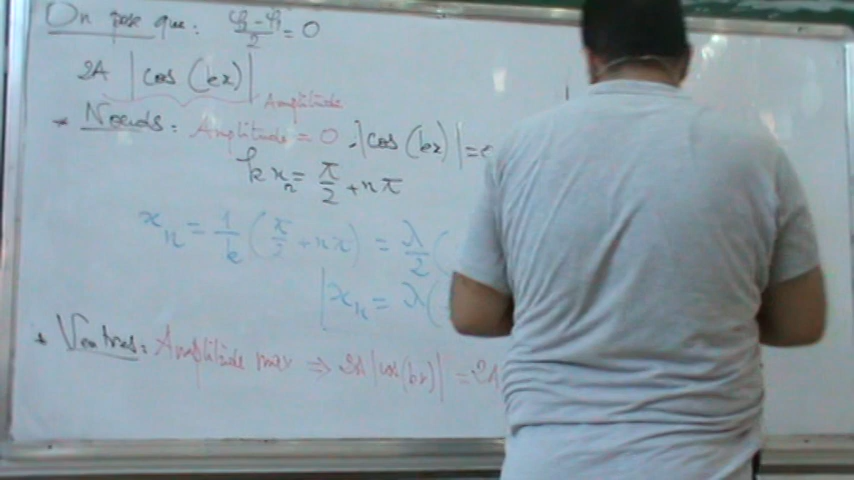 On pose que : (φ₂ - φ₁)/2 = 0
2A |cos (kx)| Amplitude
* Noeuds : Amplitude = 0 . |cos (kx)| =
k xₙ = π/2 + nπ
xₙ = 1/k (π/2 + nπ) = λ/2 (
xₙ = λ (
* Ventres : Amplitude max ⇒ 2A |cos(kx)| = 2A